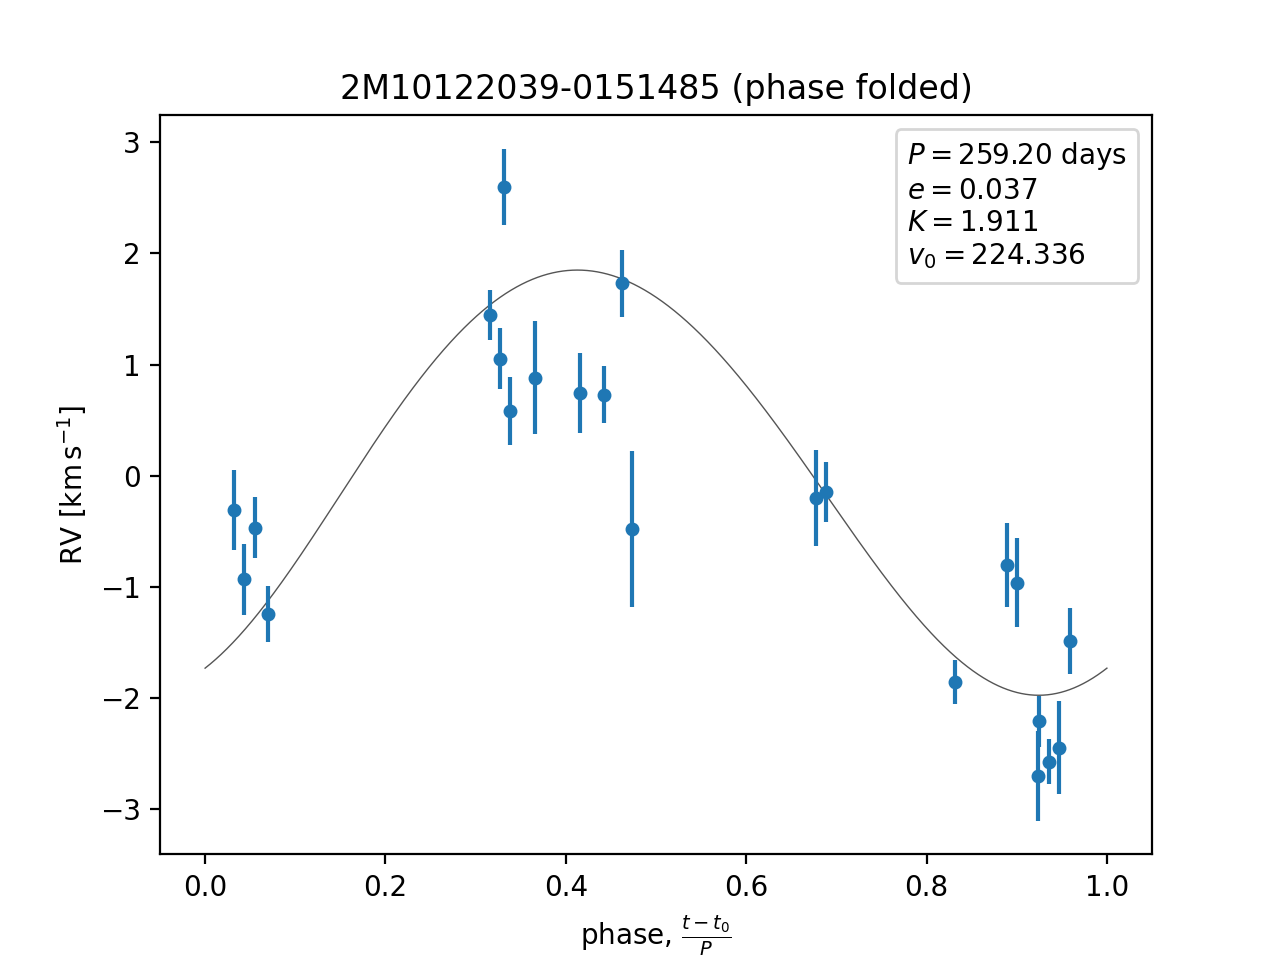 2M10122039-0151485 (phase folded)
P = 259.20 days
e = 0.037
K = 1.911
v₀ = 224.336
3
2
1
0
−1
−2
−3
RV [km s⁻¹]
0.0 0.2 0.4 0.6 0.8 1.0
phase, (t − t₀)/P